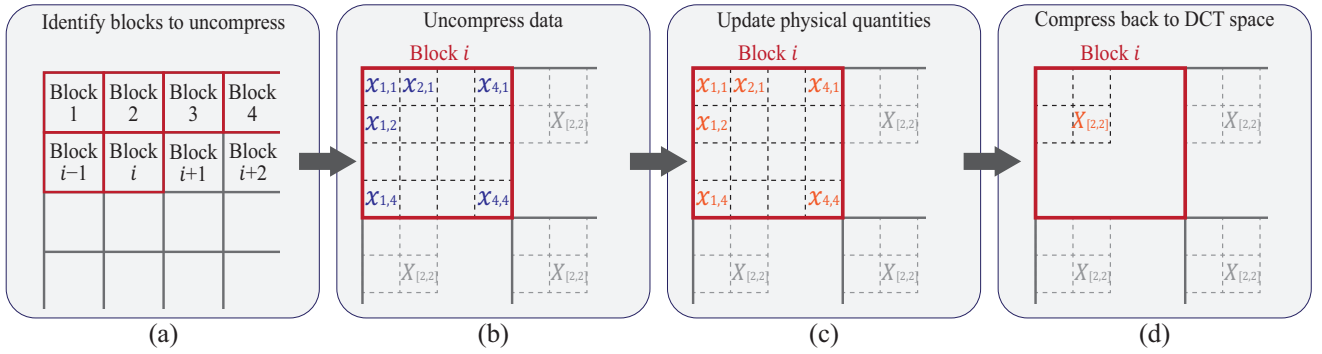 Identify blocks to uncompress
Block 1
Block 2
Block 3
Block 4
Block i−1
Block i
Block i+1
Block i+2
(a)
Uncompress data
Block i
x1,1 x2,1 x4,1
x1,2
X[2,2]
x1,4 x4,4
X[2,2] X[2,2]
(b)
Update physical quantities
Block i
x1,1 x2,1 x4,1
x1,2
X[2,2]
x1,4 x4,4
X[2,2] X[2,2]
(c)
Compress back to DCT space
Block i
X[2,2] X[2,2]
X[2,2] X[2,2]
(d)